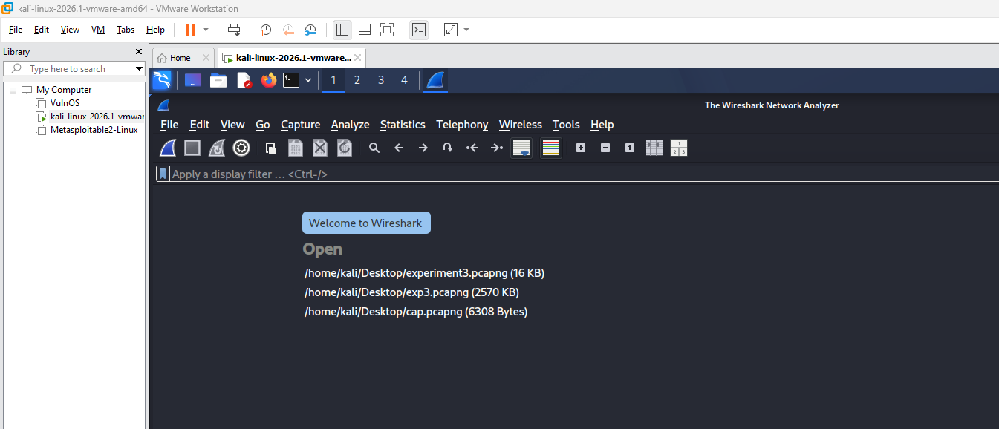 kali-linux-2026.1-vmware-amd64 - VMware Workstation
File Edit View VM Tabs Help
Library
Type here to search
My Computer
VulnOS
kali-linux-2026.1-vmwar
Metasploitable2-Linux
Home
kali-linux-2026.1-vmware...
1 2 3 4
The Wireshark Network Analyzer
File Edit View Go Capture Analyze Statistics Telephony Wireless Tools Help
1
1
2 3
Apply a display filter … <Ctrl-/>
Welcome to Wireshark
Open
/home/kali/Desktop/experiment3.pcapng (16 KB)
/home/kali/Desktop/exp3.pcapng (2570 KB)
/home/kali/Desktop/cap.pcapng (6308 Bytes)